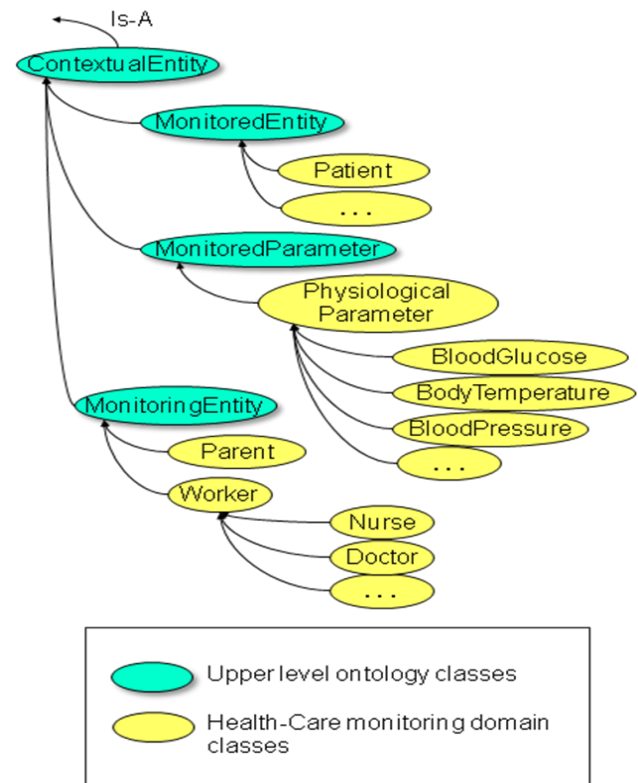 Is-A
ContextualEntity
MonitoredEntity
Patient
...
MonitoredParameter
Physiological
Parameter
BloodGlucose
BodyTemperature
BloodPressure
...
MonitoringEntity
Parent
Worker
Nurse
Doctor
...
Upper level ontology classes
Health-Care monitoring domain
classes